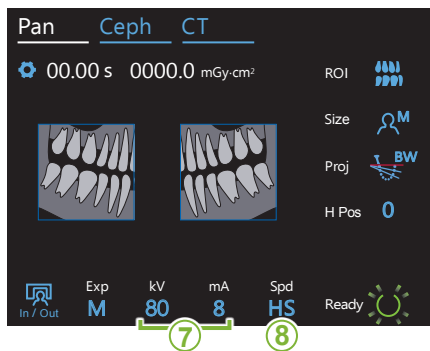 Pan Ceph CT
00.00 s 0000.0 mGy·cm²
ROI
Size M
Proj BW
H Pos 0
In / Out
Exp kV mA Spd
M 80 8 HS
Ready
7 8